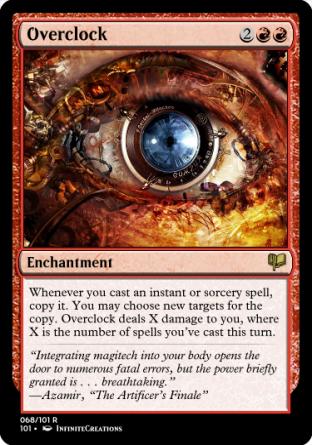 Overclock 2
Enchantment
Whenever you cast an instant or sorcery spell,
copy it. You may choose new targets for the
copy. Overclock deals X damage to you, where
X is the number of spells you've cast this turn.
"Integrating magitech into your body opens the
door to numerous fatal errors, but the power briefly
granted is . . . breathtaking."
—Azamir, "The Artificer's Finale"
068/101 R
101 • InfiniteCreations